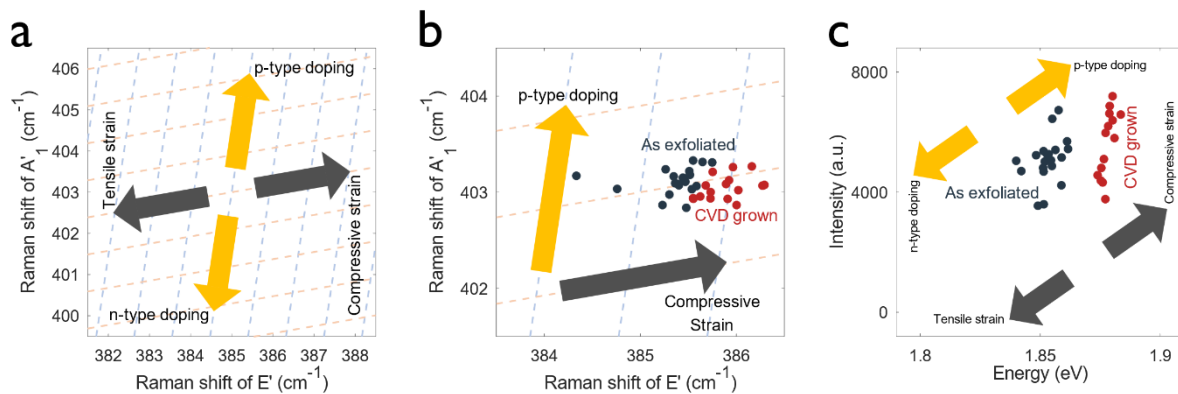 a
406
405
404
403
402
401
400
Raman shift of A'1 (cm-1)
p-type doping
Tensile strain
Compressive strain
n-type doping
382 383 384 385 386 387 388
Raman shift of E' (cm-1)
b
404
403
402
Raman shift of A'1 (cm-1)
p-type doping
As exfoliated
CVD grown
Compressive
Strain
384 385 386
Raman shift of E' (cm-1)
c
8000
4000
0
Intensity (a.u.)
p-type doping
n-type doping
As exfoliated
CVD grown
Compressive strain
Tensile strain
1.8 1.85 1.9
Energy (eV)